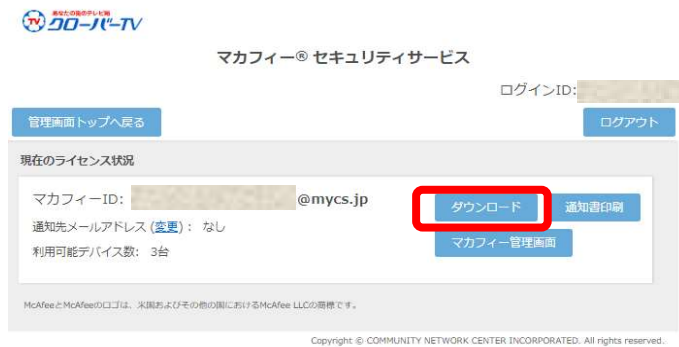 あなたの街のテレビ局
クローバーTV
マカフィー® セキュリティサービス
ログインID:
管理画面トップへ戻る
ログアウト
現在のライセンス状況
マカフィーID: @mycs.jp
ダウンロード
通知書印刷
通知先メールアドレス (変更) : なし
マカフィー管理画面
利用可能デバイス数: 3台
McAfeeとMcAfeeのロゴは、米国およびその他の国におけるMcAfee LLCの商標です。
Copyright © COMMUNITY NETWORK CENTER INCORPORATED. All rights reserved.